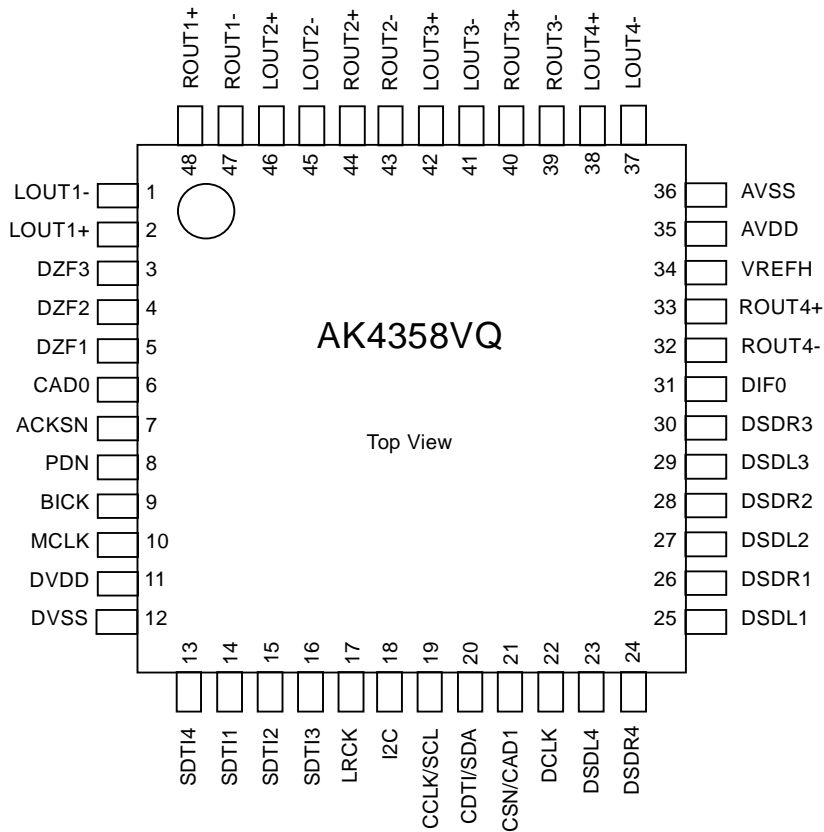 ROUT1+
ROUT1-
LOUT2+
LOUT2-
ROUT2+
ROUT2-
LOUT3+
LOUT3-
ROUT3+
ROUT3-
LOUT4+
LOUT4-
48
47
46
45
44
43
42
41
40
39
38
37
LOUT1- 1
LOUT1+ 2
DZF3 3
DZF2 4
DZF1 5
CAD0 6
ACKSN 7
PDN 8
BICK 9
MCLK 10
DVDD 11
DVSS 12
AK4358VQ
Top View
36 AVSS
35 AVDD
34 VREFH
33 ROUT4+
32 ROUT4-
31 DIF0
30 DSDR3
29 DSDL3
28 DSDR2
27 DSDL2
26 DSDR1
25 DSDL1
13
14
15
16
17
18
19
20
21
22
23
24
SDTI4
SDTI1
SDTI2
SDTI3
LRCK
I2C
CCLK/SCL
CDTI/SDA
CSN/CAD1
DCLK
DSDL4
DSDR4